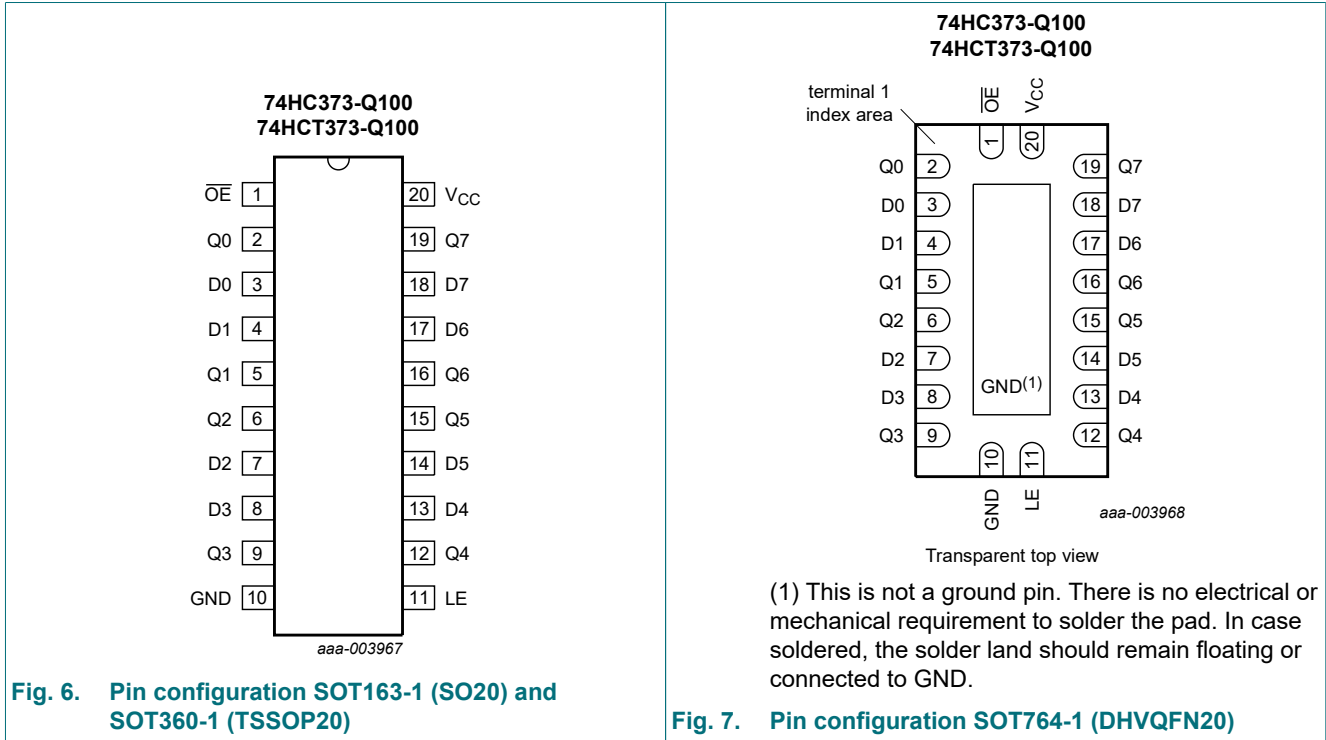 74HC373-Q100
74HCT373-Q100
OE 1
20 VCC
Q0 2
19 Q7
D0 3
18 D7
D1 4
17 D6
Q1 5
16 Q6
Q2 6
15 Q5
D2 7
14 D5
D3 8
13 D4
Q3 9
12 Q4
GND 10
11 LE
aaa-003967
Fig. 6. Pin configuration SOT163-1 (SO20) and
SOT360-1 (TSSOP20)
74HC373-Q100
74HCT373-Q100
terminal 1
index area
OE
VCC
1
20
Q0 2
19 Q7
D0 3
18 D7
D1 4
17 D6
Q1 5
16 Q6
Q2 6
15 Q5
D2 7
14 D5
D3 8
GND(1)
13 D4
Q3 9
12 Q4
10
11
GND
LE
aaa-003968
Transparent top view
(1) This is not a ground pin. There is no electrical or
mechanical requirement to solder the pad. In case
soldered, the solder land should remain floating or
connected to GND.
Fig. 7. Pin configuration SOT764-1 (DHVQFN20)